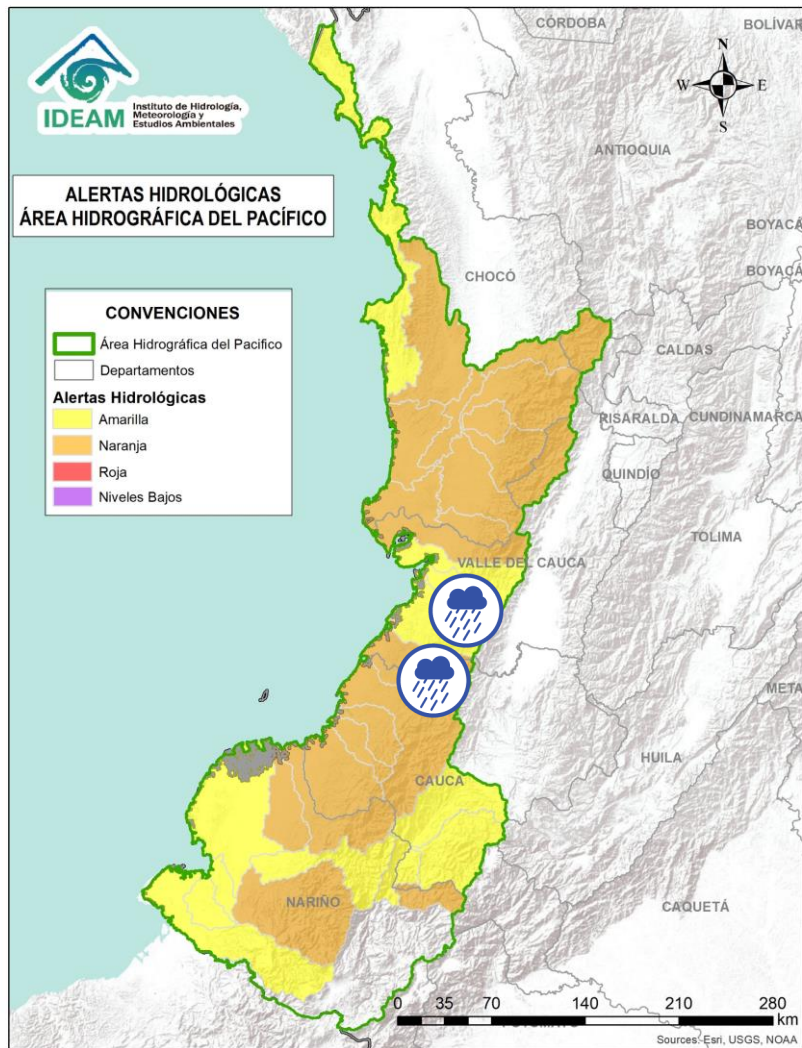 CÓRDOBA
BOLÍVAR
IDEAM
Instituto de Hidrología,
Meteorología y
Estudios Ambientales
N
W E
S
ANTIOQUIA
ALERTAS HIDROLÓGICAS
ÁREA HIDROGRÁFICA DEL PACÍFICO
BOYACÁ
CHOCÓ
BOYACÁ
CONVENCIONES
Área Hidrográfica del Pacifico
Departamentos
Alertas Hidrológicas
Amarilla
Naranja
Roja
Niveles Bajos
CALDAS
RISARALDA
CUNDINAMARCA
QUINDÍO
TOLIMA
VALLE DEL CAUCA
META
HUILA
CAUCA
NARIÑO
CAQUETÁ
0 35 70 140 210 280
km
Sources: Esri, USGS, NOAA